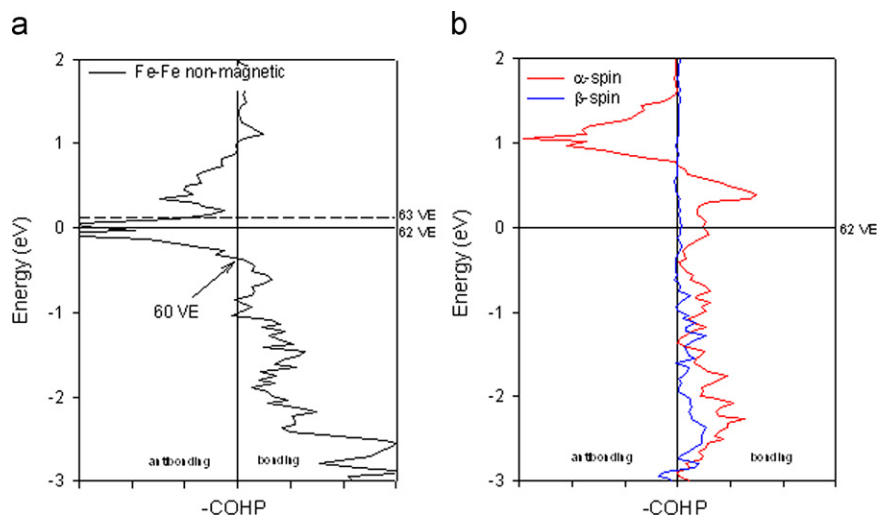 a
b
2
Fe-Fe non-magnetic
1
0
-1
-2
-3
Energy (eV)
63 VE
62 VE
60 VE
antibonding
bonding
-COHP
2
α-spin
β-spin
1
0
-1
-2
-3
Energy (eV)
62 VE
antibonding
bonding
-COHP